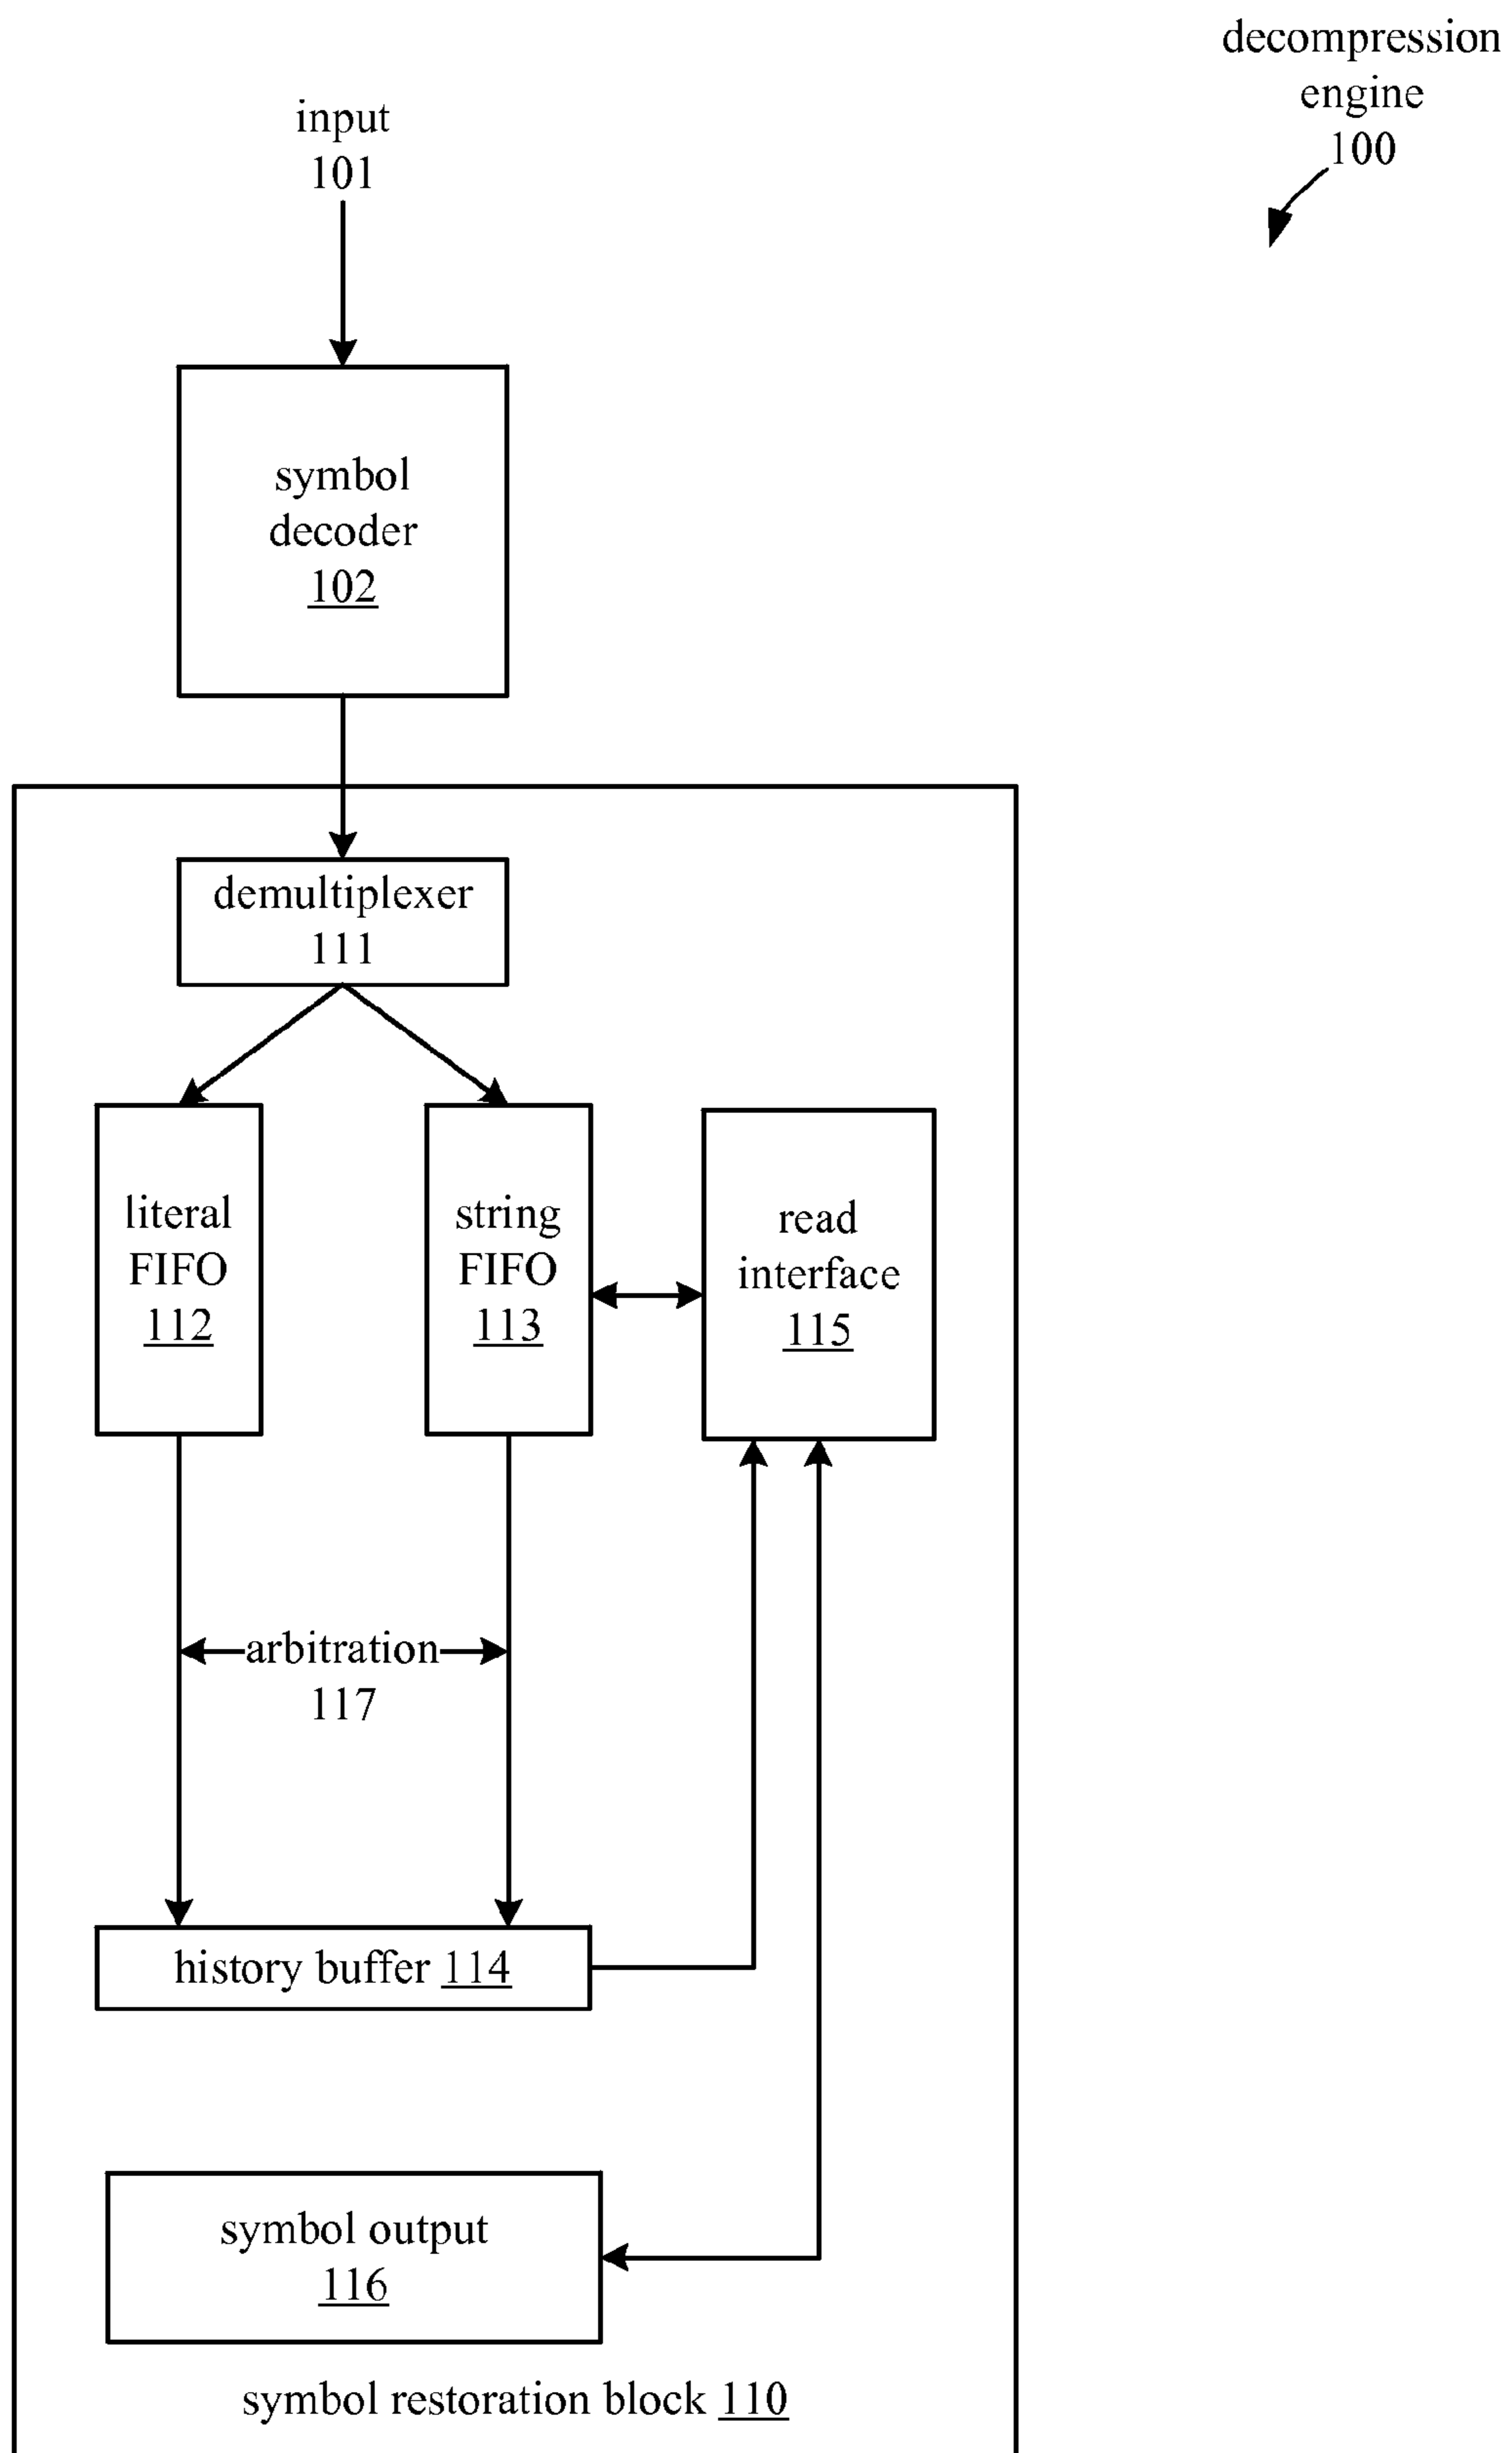 decompression
engine
100
input
101
symbol
decoder
102
demultiplexer
111
literal
FIFO
112
string
FIFO
113
read
interface
115
arbitration
117
history buffer 114
symbol output
116
symbol restoration block 110